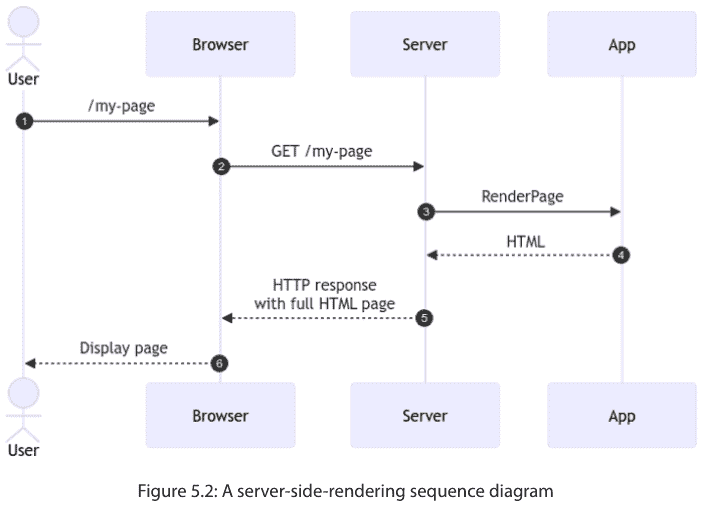 Browser
Server
App
User
/my-page
1
GET /my-page
2
RenderPage
3
HTML
4
HTTP response
with full HTML page
5
Display page
6
Browser
Server
App
User
Figure 5.2: A server-side-rendering sequence diagram